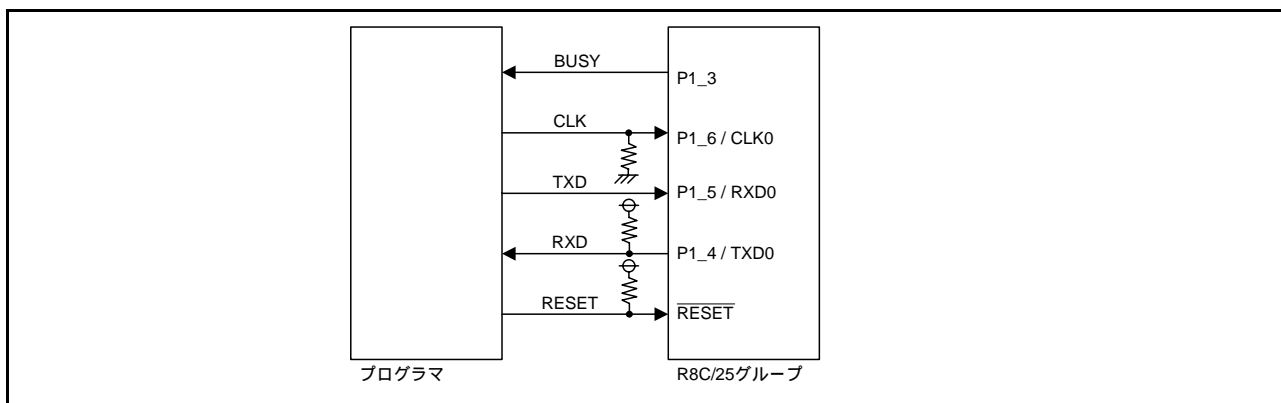 BUSY
P1_3
CLK
P1_6 / CLK0
TXD
P1_5 / RXD0
RXD
P1_4 / TXD0
RESET
RESET
プログラマ
R8C/25グループ